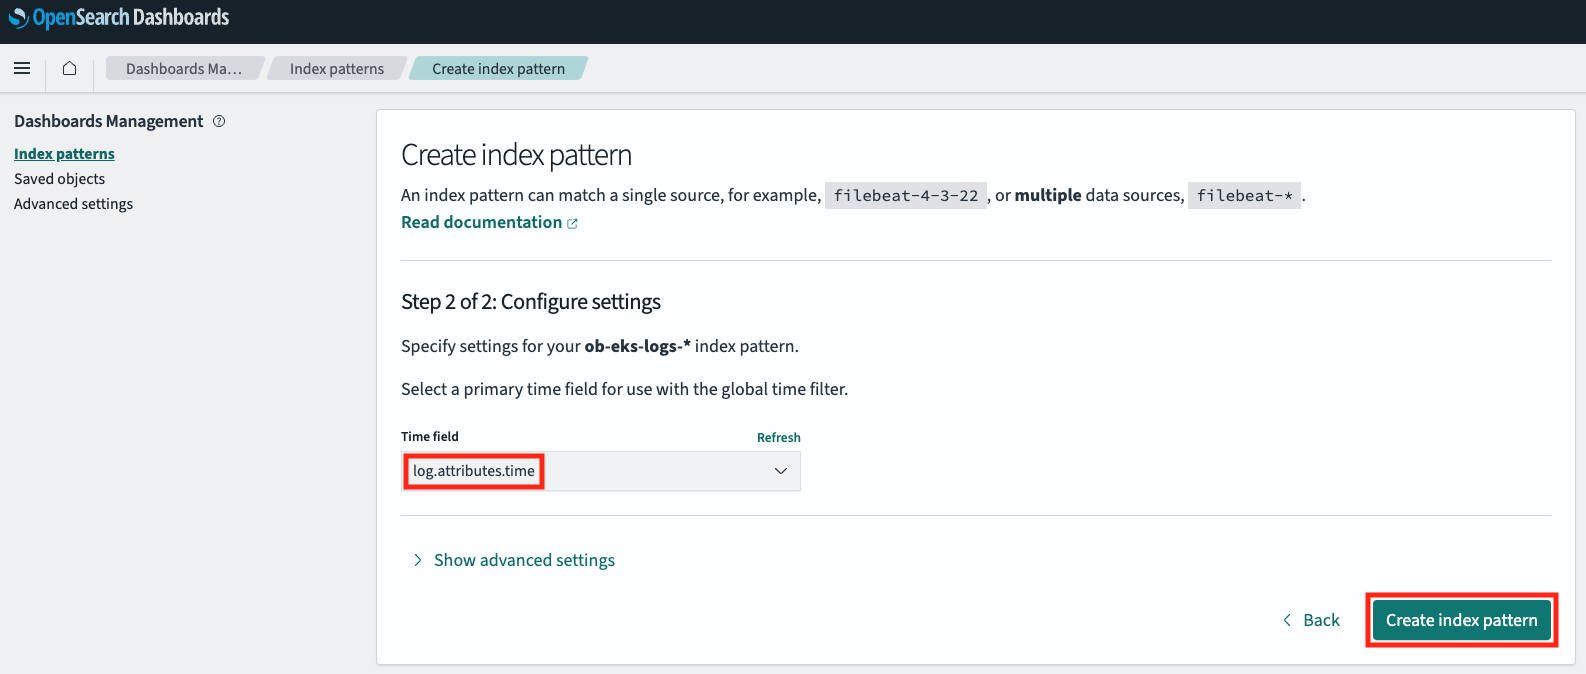 OpenSearch Dashboards
Dashboards Ma... Index patterns Create index pattern
Dashboards Management
Index patterns
Saved objects
Advanced settings
Create index pattern
An index pattern can match a single source, for example, filebeat-4-3-22 , or multiple data sources, filebeat-* .
Read documentation
Step 2 of 2: Configure settings
Specify settings for your ob-eks-logs-* index pattern.
Select a primary time field for use with the global time filter.
Time field Refresh
log.attributes.time
Show advanced settings
Back Create index pattern